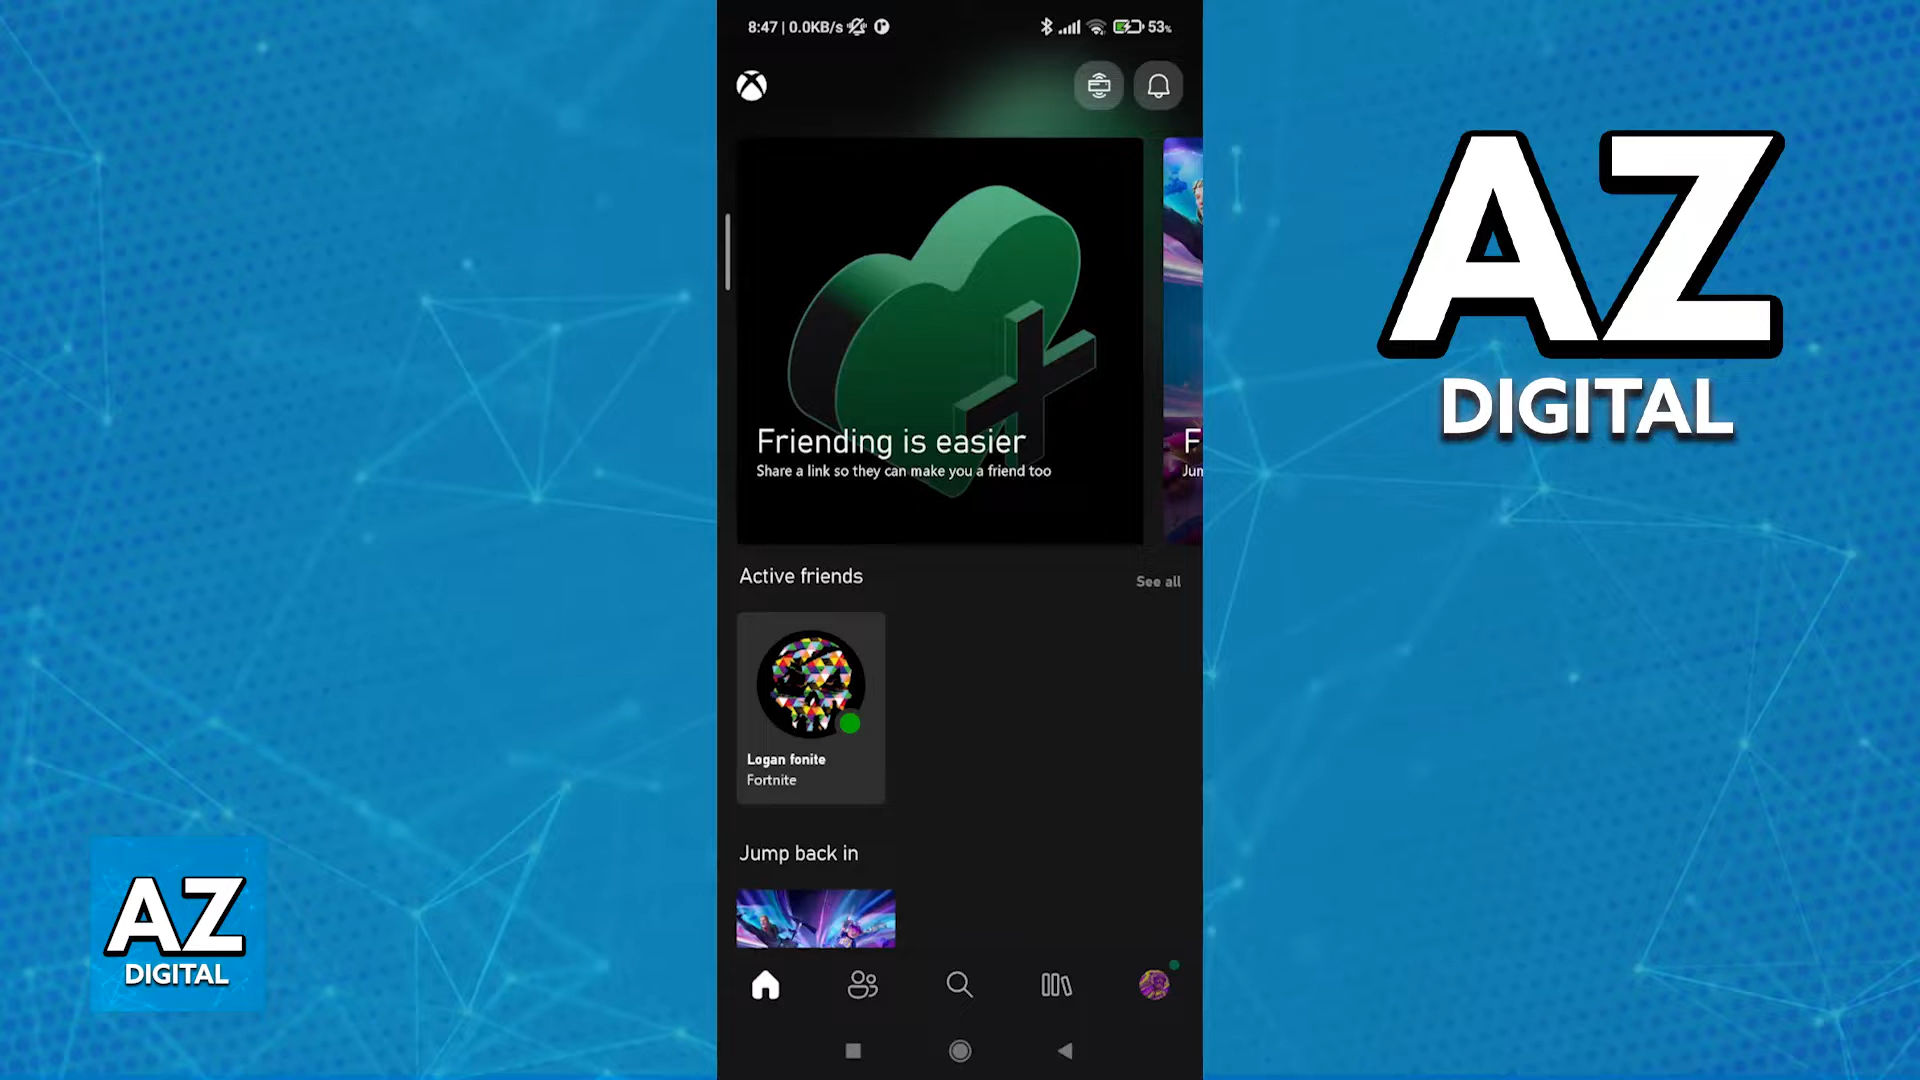 8:47 | 0.0KB/s
53%
Friending is easier
Share a link so they can make you a friend too
F
Jum
Active friends
See all
Logan fonite
Fortnite
Jump back in
AZ
DIGITAL
AZ
DIGITAL